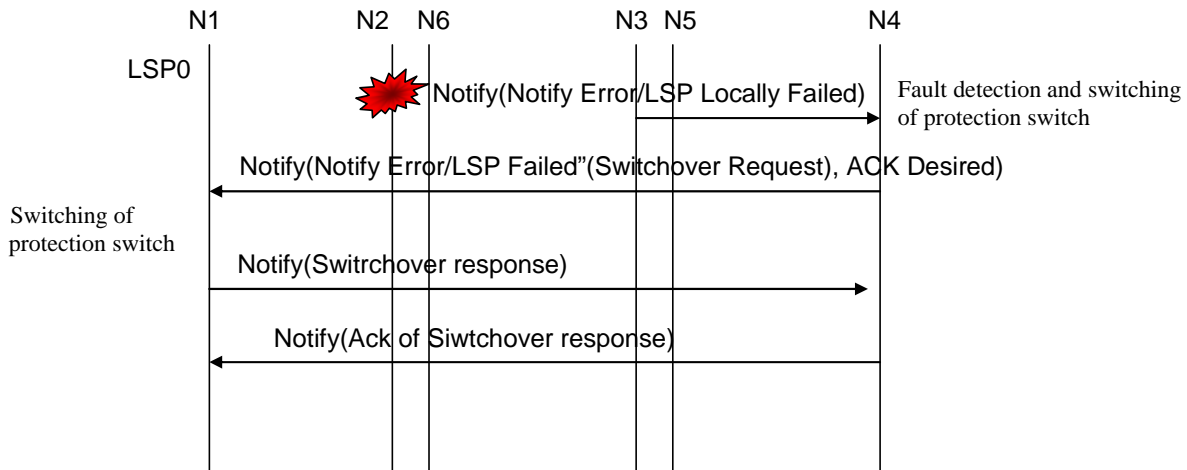 N1 N2 N6 N3 N5 N4
LSP0
Notify(Notify Error/LSP Locally Failed)
Fault detection and switching
of protection switch
Notify(Notify Error/LSP Failed”(Switchover Request), ACK Desired)
Switching of
protection switch
Notify(Switrchover response)
Notify(Ack of Siwtchover response)